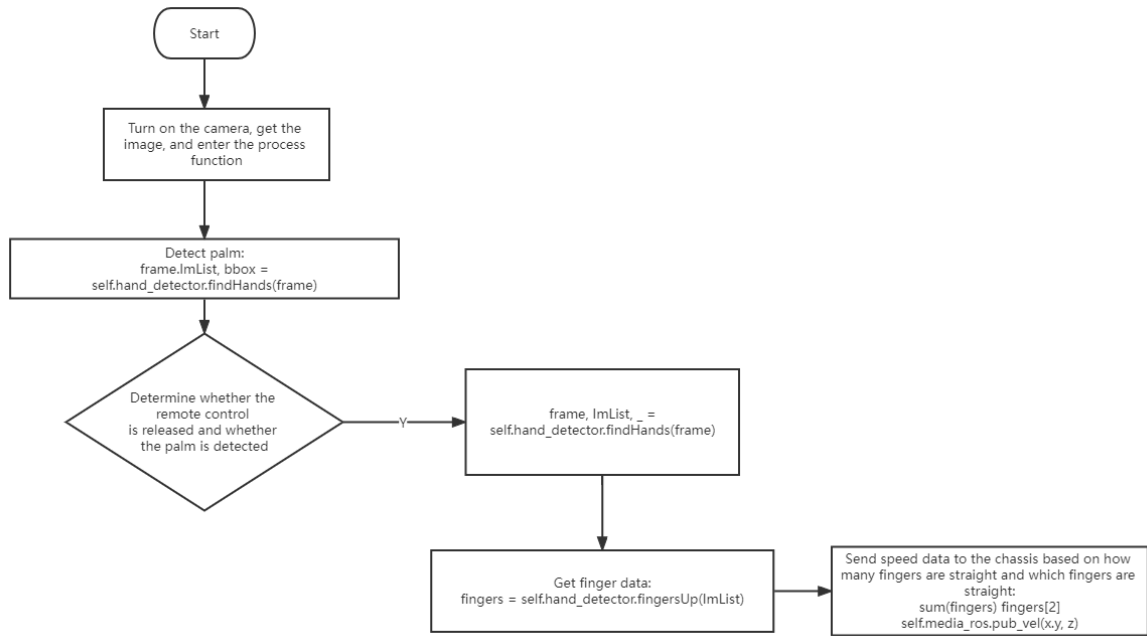 Start
Turn on the camera, get the
image, and enter the process
function
Detect palm:
frame.lmList, bbox =
self.hand_detector.findHands(frame)
Determine whether the
remote control
is released and whether
the palm is detected
Y
frame, lmList, _ =
self.hand_detector.findHands(frame)
Get finger data:
fingers = self.hand_detector.fingersUp(lmList)
Send speed data to the chassis based on how
many fingers are straight and which fingers are
straight:
sum(fingers) fingers[2]
self.media_ros.pub_vel(x.y, z)